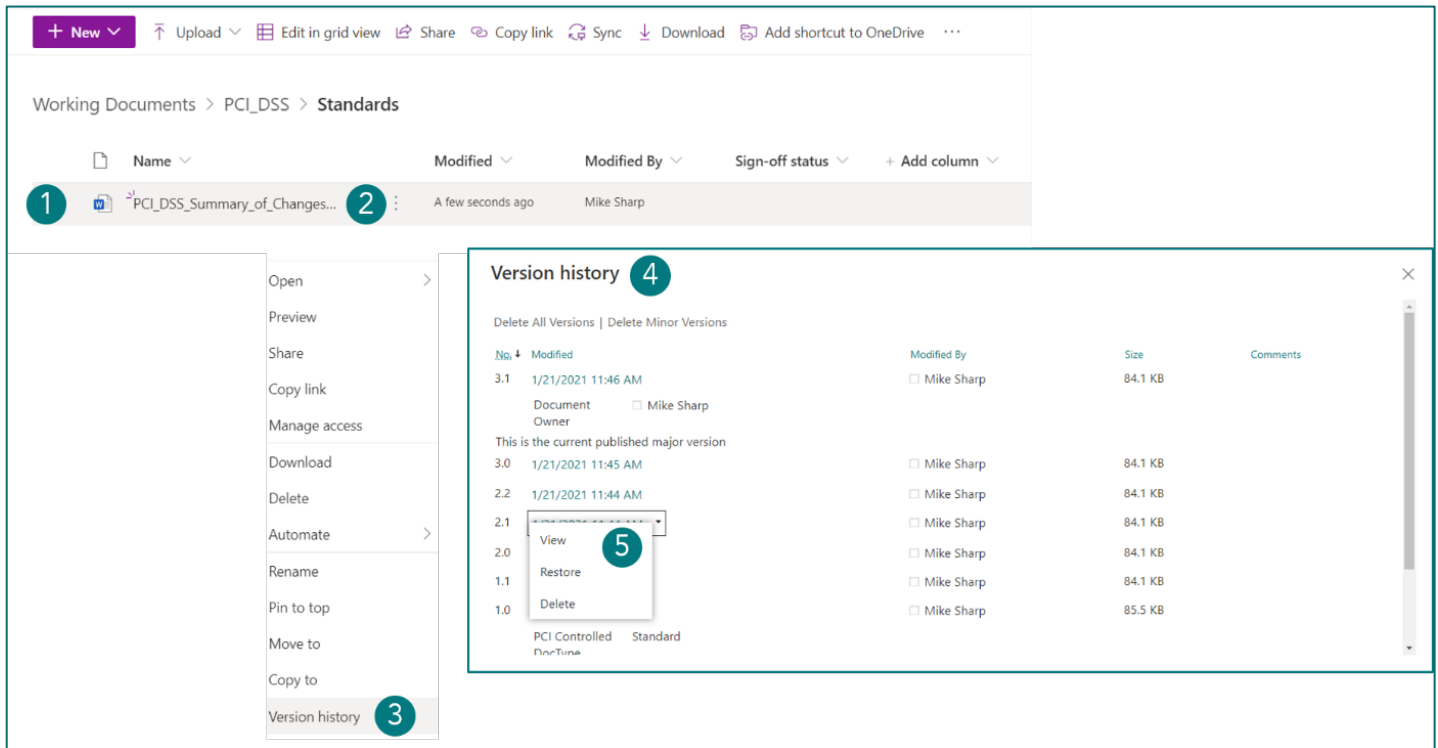 + New Upload Edit in grid view Share Copy link Sync Download Add shortcut to OneDrive ...
Working Documents > PCI_DSS > Standards
Name Modified Modified By Sign-off status + Add column
1 PCI_DSS_Summary_of_Changes... 2 A few seconds ago Mike Sharp
Open
Preview
Share
Copy link
Manage access
Download
Delete
Automate
Rename
Pin to top
Move to
Copy to
Version history 3
Version history 4
Delete All Versions | Delete Minor Versions
No. Modified Modified By Size Comments
3.1 1/21/2021 11:46 AM Mike Sharp 84.1 KB
Document Mike Sharp
Owner
This is the current published major version
3.0 1/21/2021 11:45 AM Mike Sharp 84.1 KB
2.2 1/21/2021 11:44 AM Mike Sharp 84.1 KB
2.1 Mike Sharp 84.1 KB
View 5
2.0 Mike Sharp 84.1 KB
Restore
1.1 Mike Sharp 84.1 KB
Delete
1.0 Mike Sharp 85.5 KB
PCI Controlled Standard
DocType